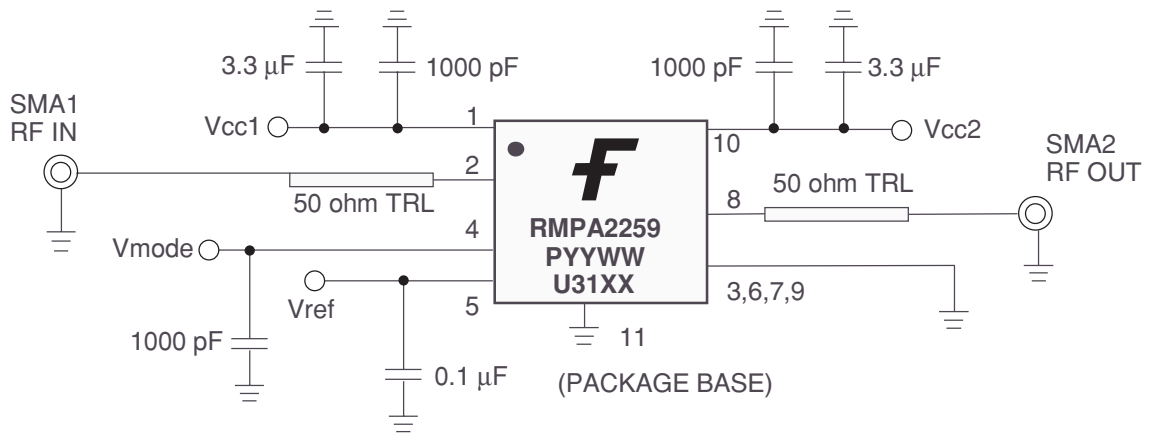 3.3 μF
1000 pF
1000 pF
3.3 μF
SMA1
RF IN
Vcc1
1
10
Vcc2
SMA2
RF OUT
2
50 ohm TRL
8
50 ohm TRL
RMPA2259
PYYWW
U31XX
Vmode
4
Vref
5
3,6,7,9
11
1000 pF
0.1 μF
(PACKAGE BASE)